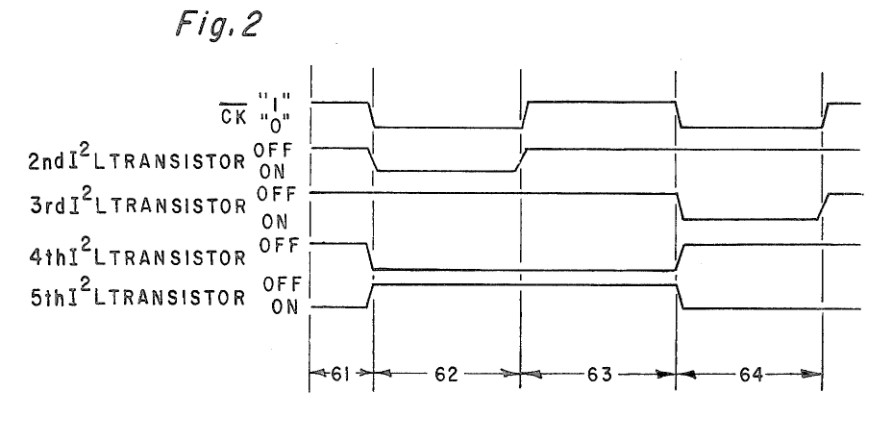 Fig. 2
CK "1"
"0"
2nd I²L TRANSISTOR OFF
ON
3rd I²L TRANSISTOR OFF
ON
4th I²L TRANSISTOR OFF
5th I²L TRANSISTOR OFF
ON
61 62 63 64